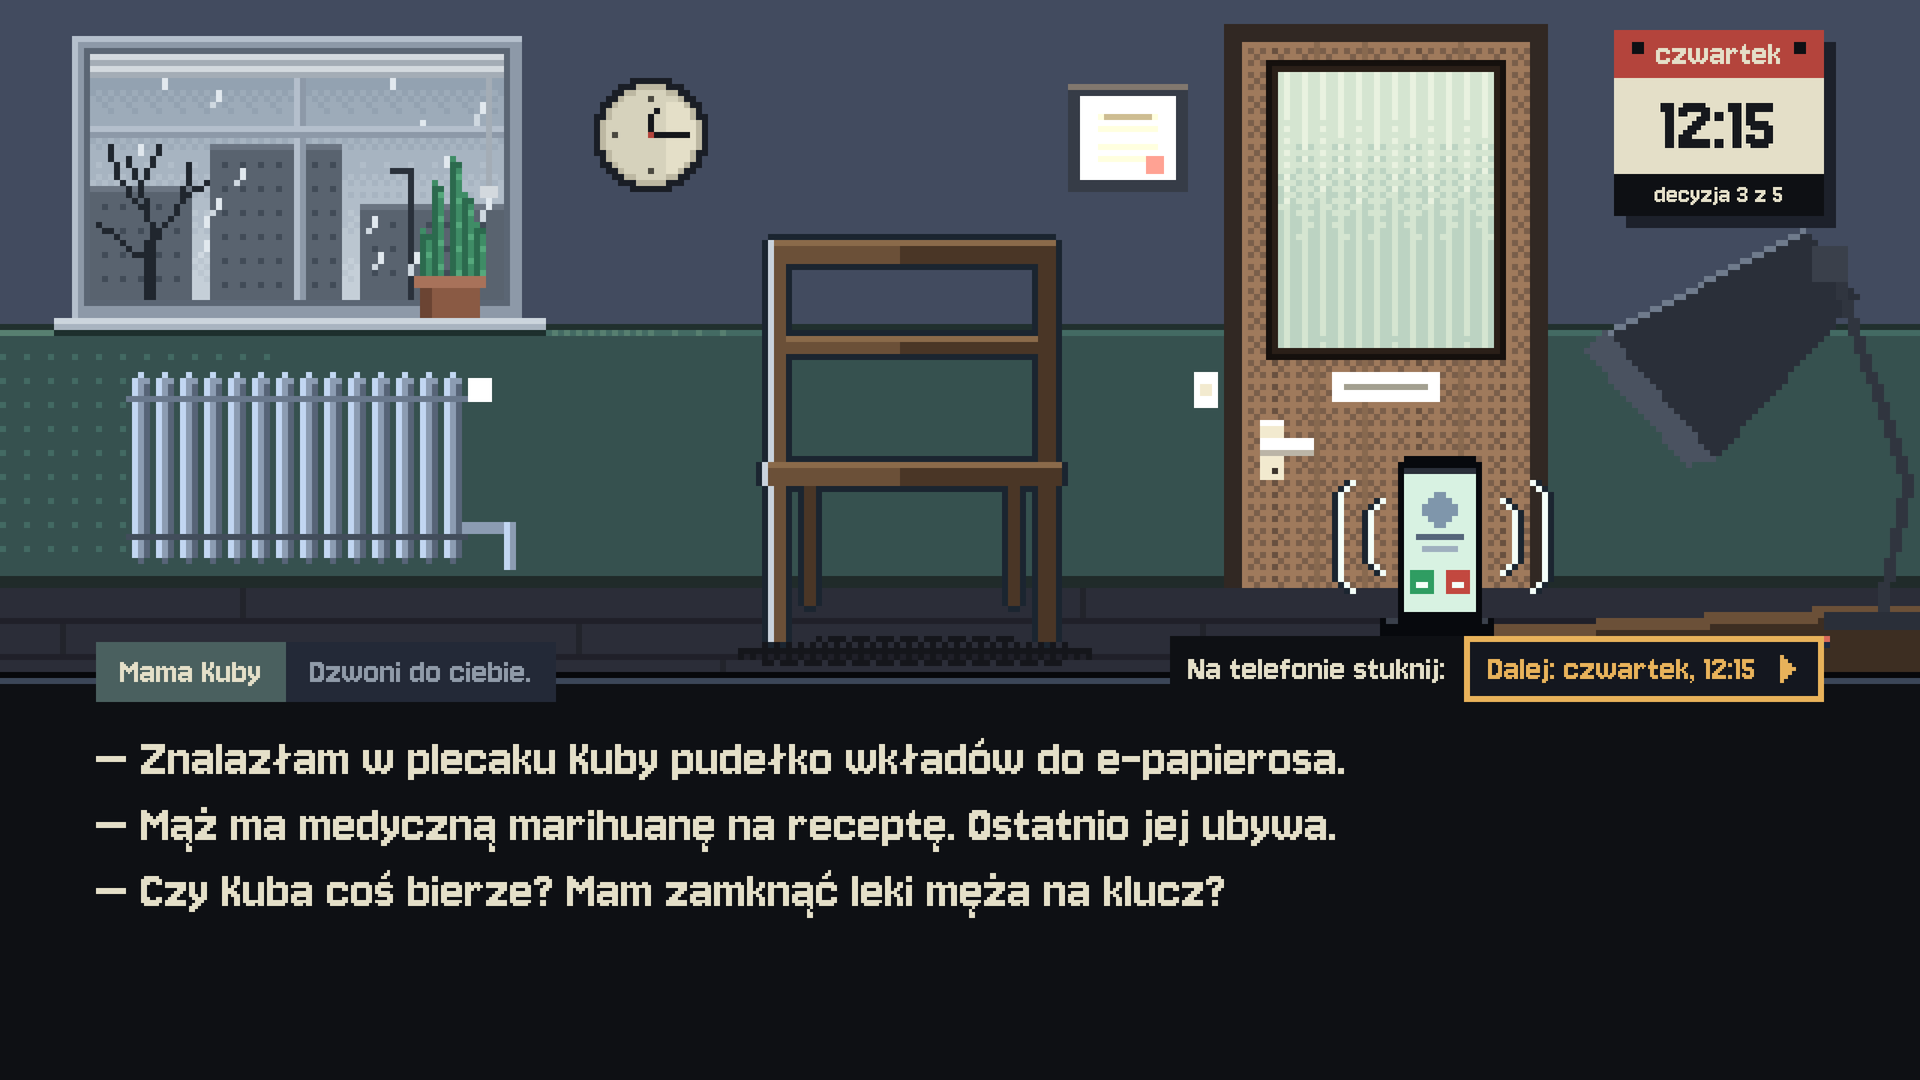 czwartek
12:15
decyzja 3 z 5
Mama Kuby
Dzwoni do ciebie.
Na telefonie stuknij:
Dalej: czwartek, 12:15
— Znalazłam w plecaku Kuby pudełko wkładów do e-papierosa.
— Mąż ma medyczną marihuanę na receptę. Ostatnio jej ubywa.
— Czy Kuba coś bierze? Mam zamknąć leki męża na klucz?